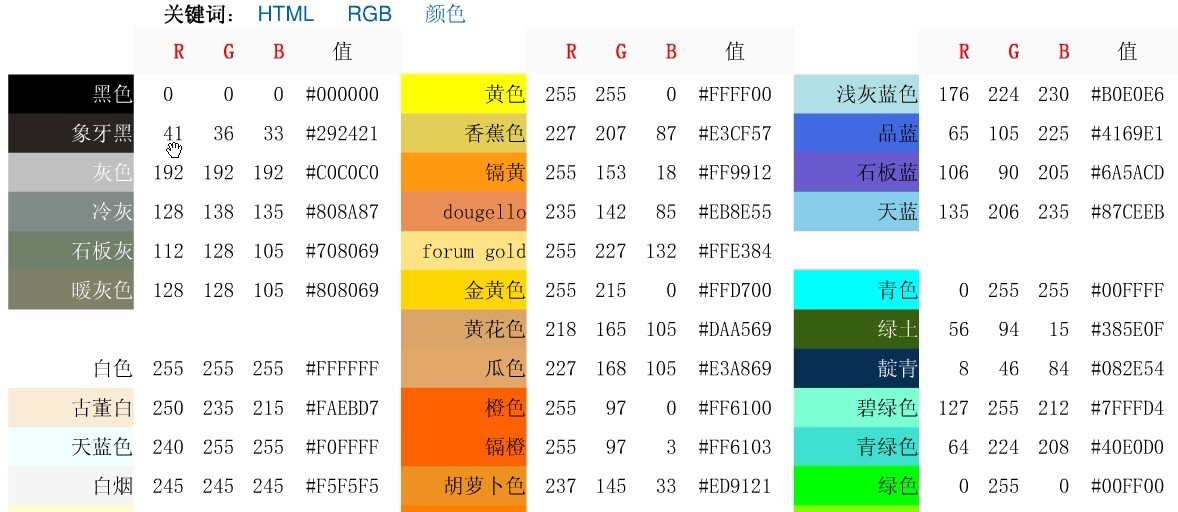 关键词： HTML RGB 颜色
R G B 值 R G B 值 R G B 值
黑色 0 0 0 #000000 黄色 255 255 0 #FFFF00 浅灰蓝色 176 224 230 #B0E0E6
象牙黑 41 36 33 #292421 香蕉色 227 207 87 #E3CF57 品蓝 65 105 225 #4169E1
灰色 192 192 192 #C0C0C0 镉黄 255 153 18 #FF9912 石板蓝 106 90 205 #6A5ACD
冷灰 128 138 135 #808A87 dougello 235 142 85 #EB8E55 天蓝 135 206 235 #87CEEB
石板灰 112 128 105 #708069 forum gold 255 227 132 #FFE384
暖灰色 128 128 105 #808069 金黄色 255 215 0 #FFD700 青色 0 255 255 #00FFFF
黄花色 218 165 105 #DAA569 绿土 56 94 15 #385E0F
白色 255 255 255 #FFFFFF 瓜色 227 168 105 #E3A869 靛青 8 46 84 #082E54
古董白 250 235 215 #FAEBD7 橙色 255 97 0 #FF6100 碧绿色 127 255 212 #7FFFD4
天蓝色 240 255 255 #F0FFFF 镉橙 255 97 3 #FF6103 青绿色 64 224 208 #40E0D0
白烟 245 245 245 #F5F5F5 胡萝卜色 237 145 33 #ED9121 绿色 0 255 0 #00FF00